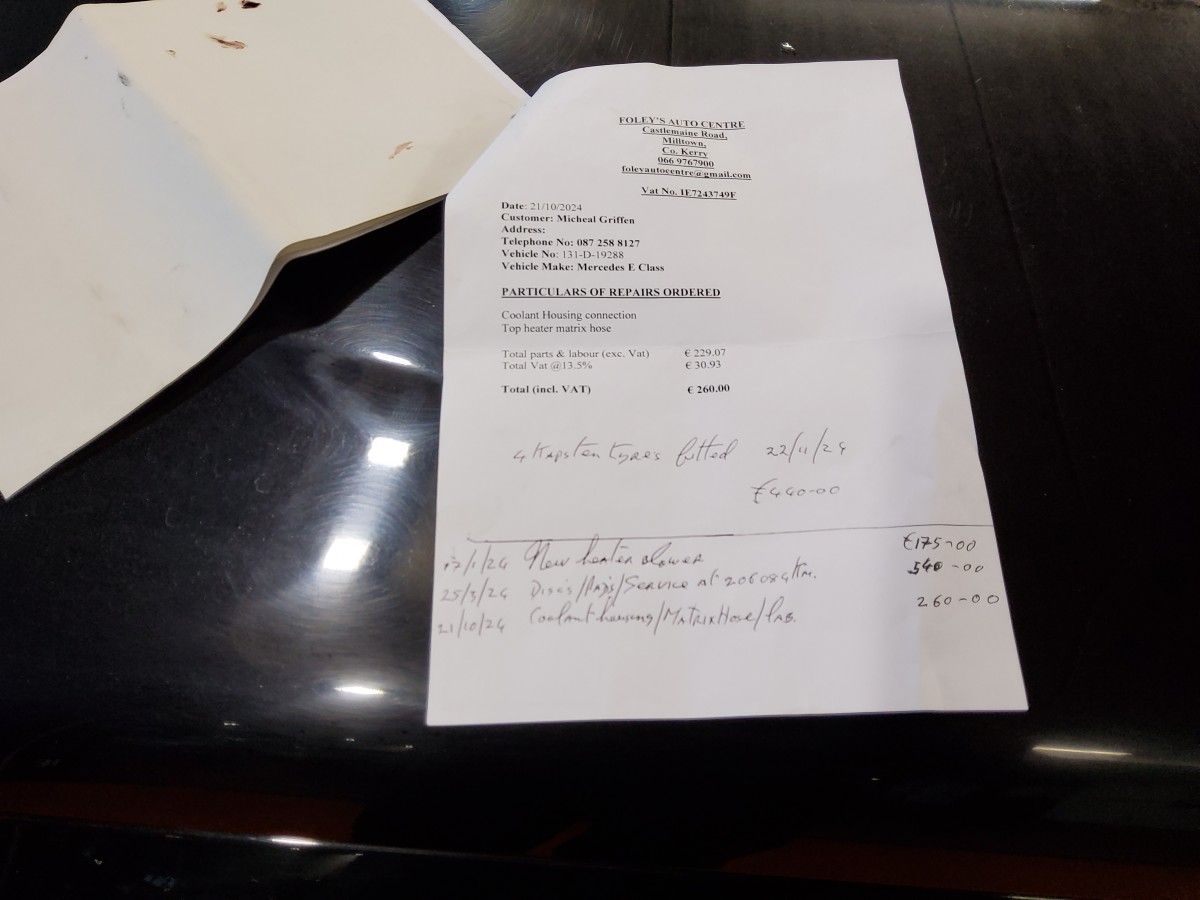 FOLEY'S AUTO CENTRE
Castlemaine Road,
Milltown,
Co. Kerry
066 9767900
foleyautocentre@gmail.com
Vat No. IE7243749F
Date: 21/10/2024
Customer: Micheal Griffen
Address:
Telephone No: 087 258 8127
Vehicle No: 131-D-19288
Vehicle Make: Mercedes E Class
PARTICULARS OF REPAIRS ORDERED
Coolant Housing connection
Top heater matrix hose
Total parts & labour (exc. Vat) € 229.07
Total Vat @13.5% € 30.93
Total (incl. VAT) € 260.00
4 Kapsten tyres fitted 22/11/24
€440-00
17/1/24 New heater blower €175-00
25/3/24 Discs/Pads/Service at 206084Km. 540-00
21/10/24 Coolant housing/Matrix Hose/lab. 260-00